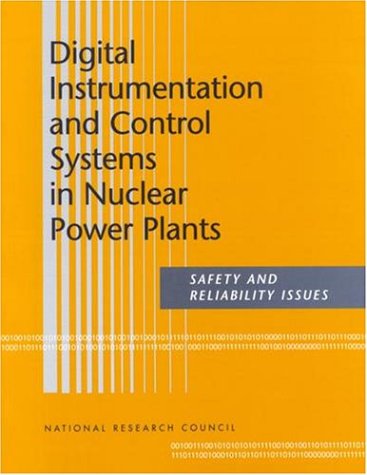 Digital
Instrumentation
and Control
Systems
in Nuclear
Power Plants
SAFETY AND
RELIABILITY ISSUES
NATIONAL RESEARCH COUNCIL